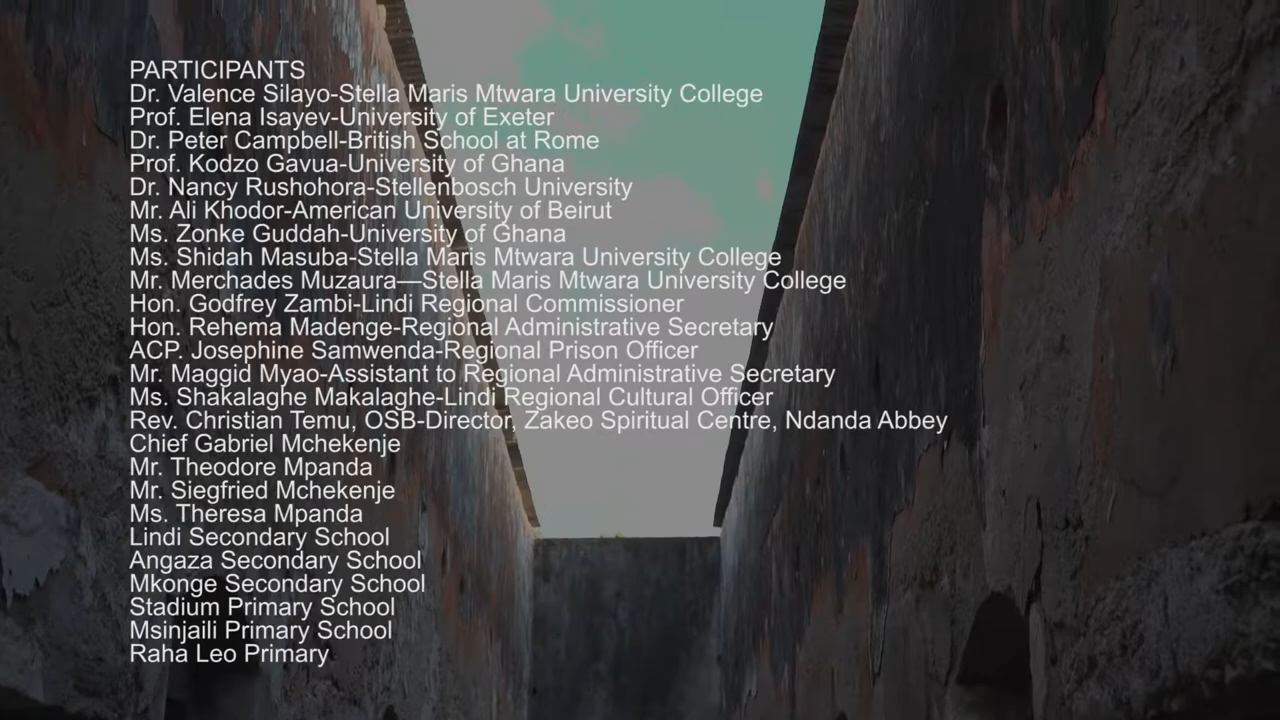 PARTICIPANTS
Dr. Valence Silayo-Stella Maris Mtwara University College
Prof. Elena Isayev-University of Exeter
Dr. Peter Campbell-British School at Rome
Prof. Kodzo Gavua-University of Ghana
Dr. Nancy Rushohora-Stellenbosch University
Mr. Ali Khodor-American University of Beirut
Ms. Zonke Guddah-University of Ghana
Ms. Shidah Masuba-Stella Maris Mtwara University College
Mr. Merchades Muzaura—Stella Maris Mtwara University College
Hon. Godfrey Zambi-Lindi Regional Commissioner
Hon. Rehema Madenge-Regional Administrative Secretary
ACP. Josephine Samwenda-Regional Prison Officer
Mr. Maggid Myao-Assistant to Regional Administrative Secretary
Ms. Shakalaghe Makalaghe-Lindi Regional Cultural Officer
Rev. Christian Temu, OSB-Director, Zakeo Spiritual Centre, Ndanda Abbey
Chief Gabriel Mchekenje
Mr. Theodore Mpanda
Mr. Siegfried Mchekenje
Ms. Theresa Mpanda
Lindi Secondary School
Angaza Secondary School
Mkonge Secondary School
Stadium Primary School
Msinjaili Primary School
Raha Leo Primary